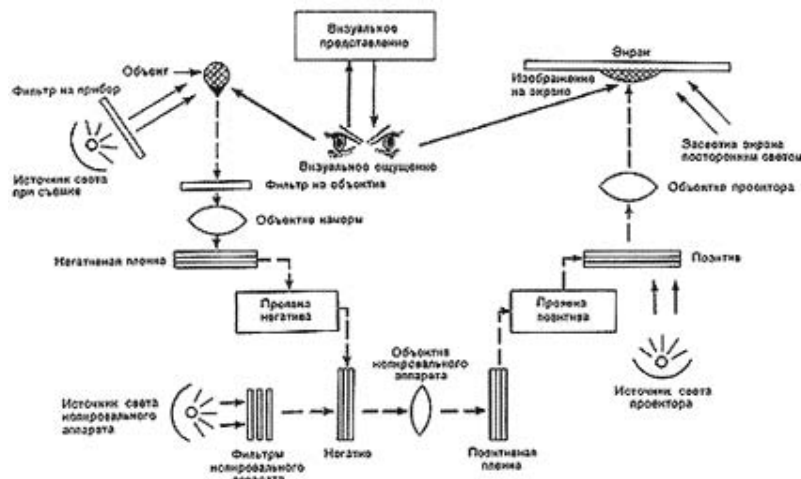 Визуальное
представление
Экран
Объект
Изображение
на экране
Фильтр на прибор
Засветка экрана
посторонним светом
Визуальное ощущение
Источник света
при съемке
Фильтр на объектив
Объектив проектора
Объектив камеры
Негативная пленка
Позитив
Проявка
негатива
Проявка
позитива
Объектив
копировального
аппарата
Источник света
проектора
Источник света
копировального
аппарата
Фильтры
копировального
Негатив
Позитивная
пленка